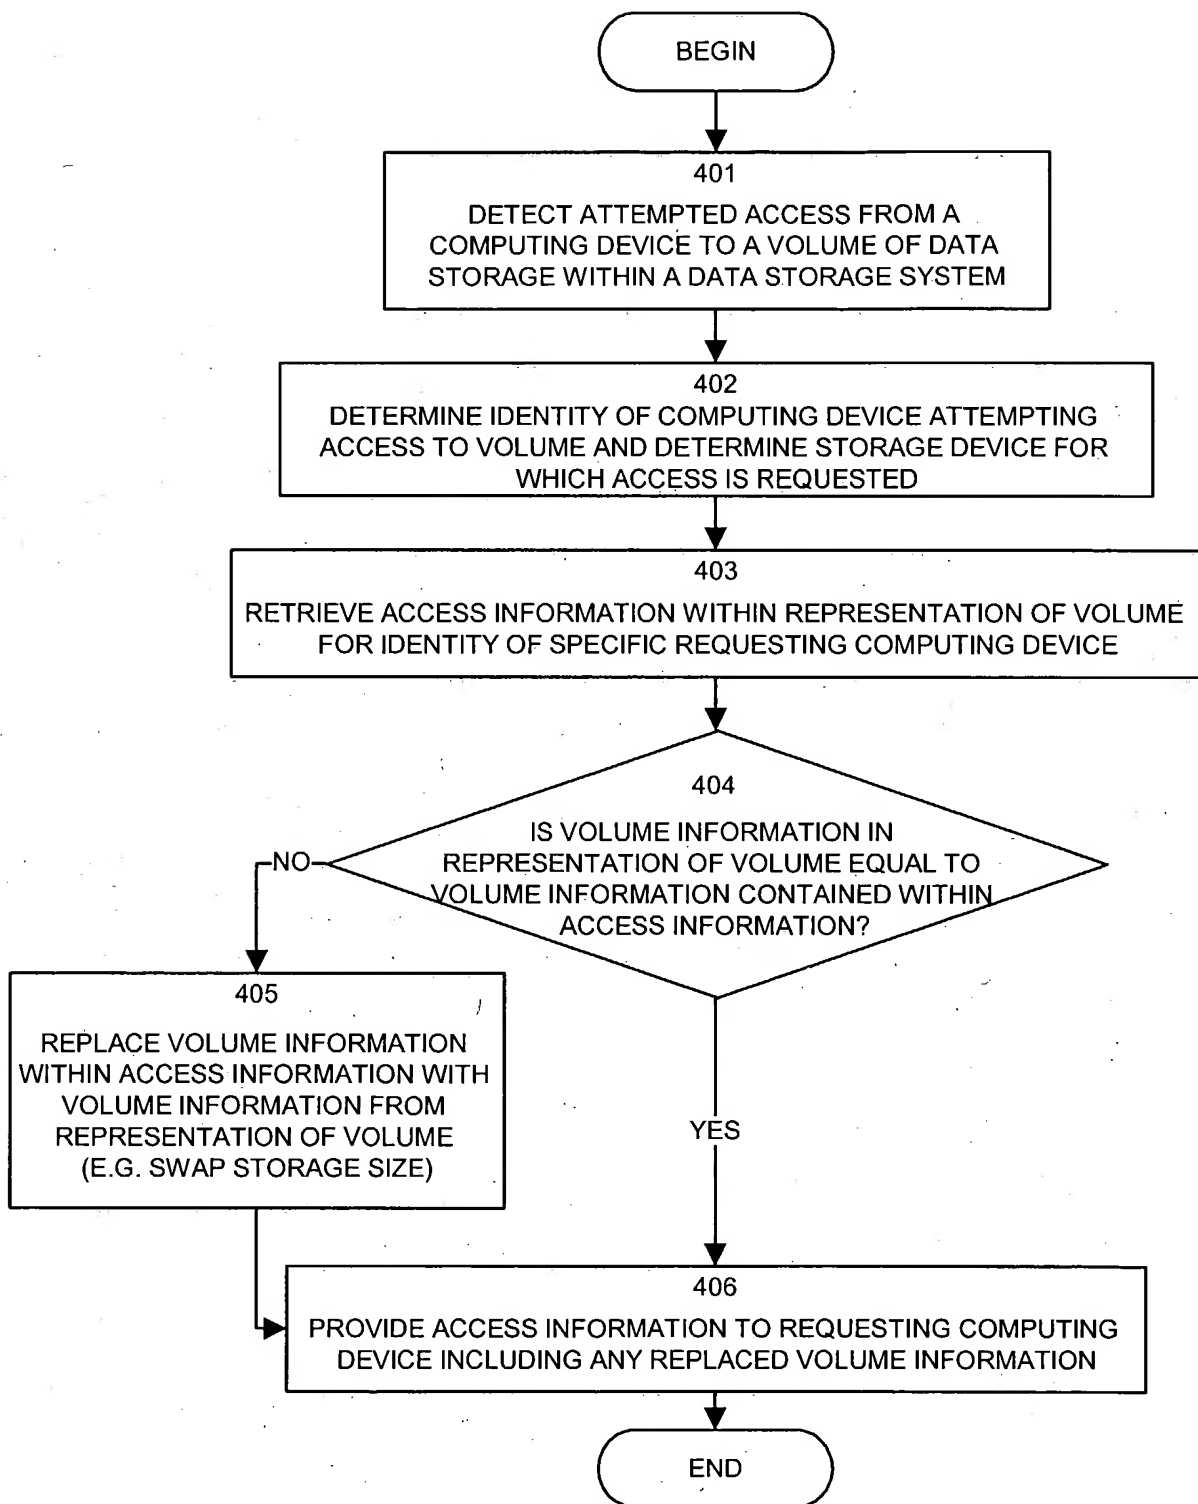 BEGIN
401
DETECT ATTEMPTED ACCESS FROM A
COMPUTING DEVICE TO A VOLUME OF DATA
STORAGE WITHIN A DATA STORAGE SYSTEM
402
DETERMINE IDENTITY OF COMPUTING DEVICE ATTEMPTING
ACCESS TO VOLUME AND DETERMINE STORAGE DEVICE FOR
WHICH ACCESS IS REQUESTED
403
RETRIEVE ACCESS INFORMATION WITHIN REPRESENTATION OF VOLUME
FOR IDENTITY OF SPECIFIC REQUESTING COMPUTING DEVICE
404
IS VOLUME INFORMATION IN
REPRESENTATION OF VOLUME EQUAL TO
VOLUME INFORMATION CONTAINED WITHIN
ACCESS INFORMATION?
NO
405
REPLACE VOLUME INFORMATION
WITHIN ACCESS INFORMATION WITH
VOLUME INFORMATION FROM
REPRESENTATION OF VOLUME
(E.G. SWAP STORAGE SIZE)
YES
406
PROVIDE ACCESS INFORMATION TO REQUESTING COMPUTING
DEVICE INCLUDING ANY REPLACED VOLUME INFORMATION
END